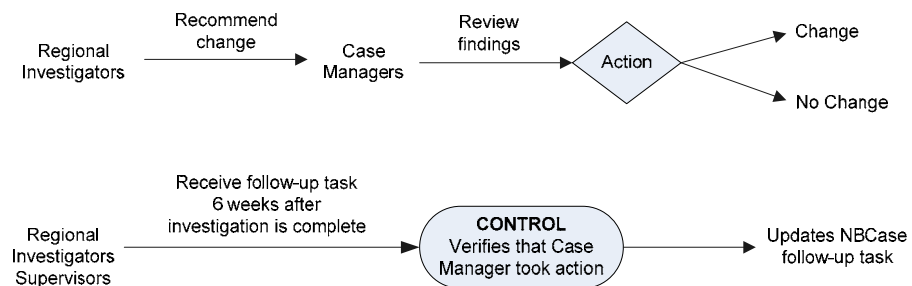 Recommend
change
Regional
Investigators
Case
Managers
Review
findings
Action
Change
No Change
Receive follow-up task
6 weeks after
investigation is complete
Regional
Investigators
Supervisors
CONTROL
Verifies that Case
Manager took action
Updates NBCase
follow-up task